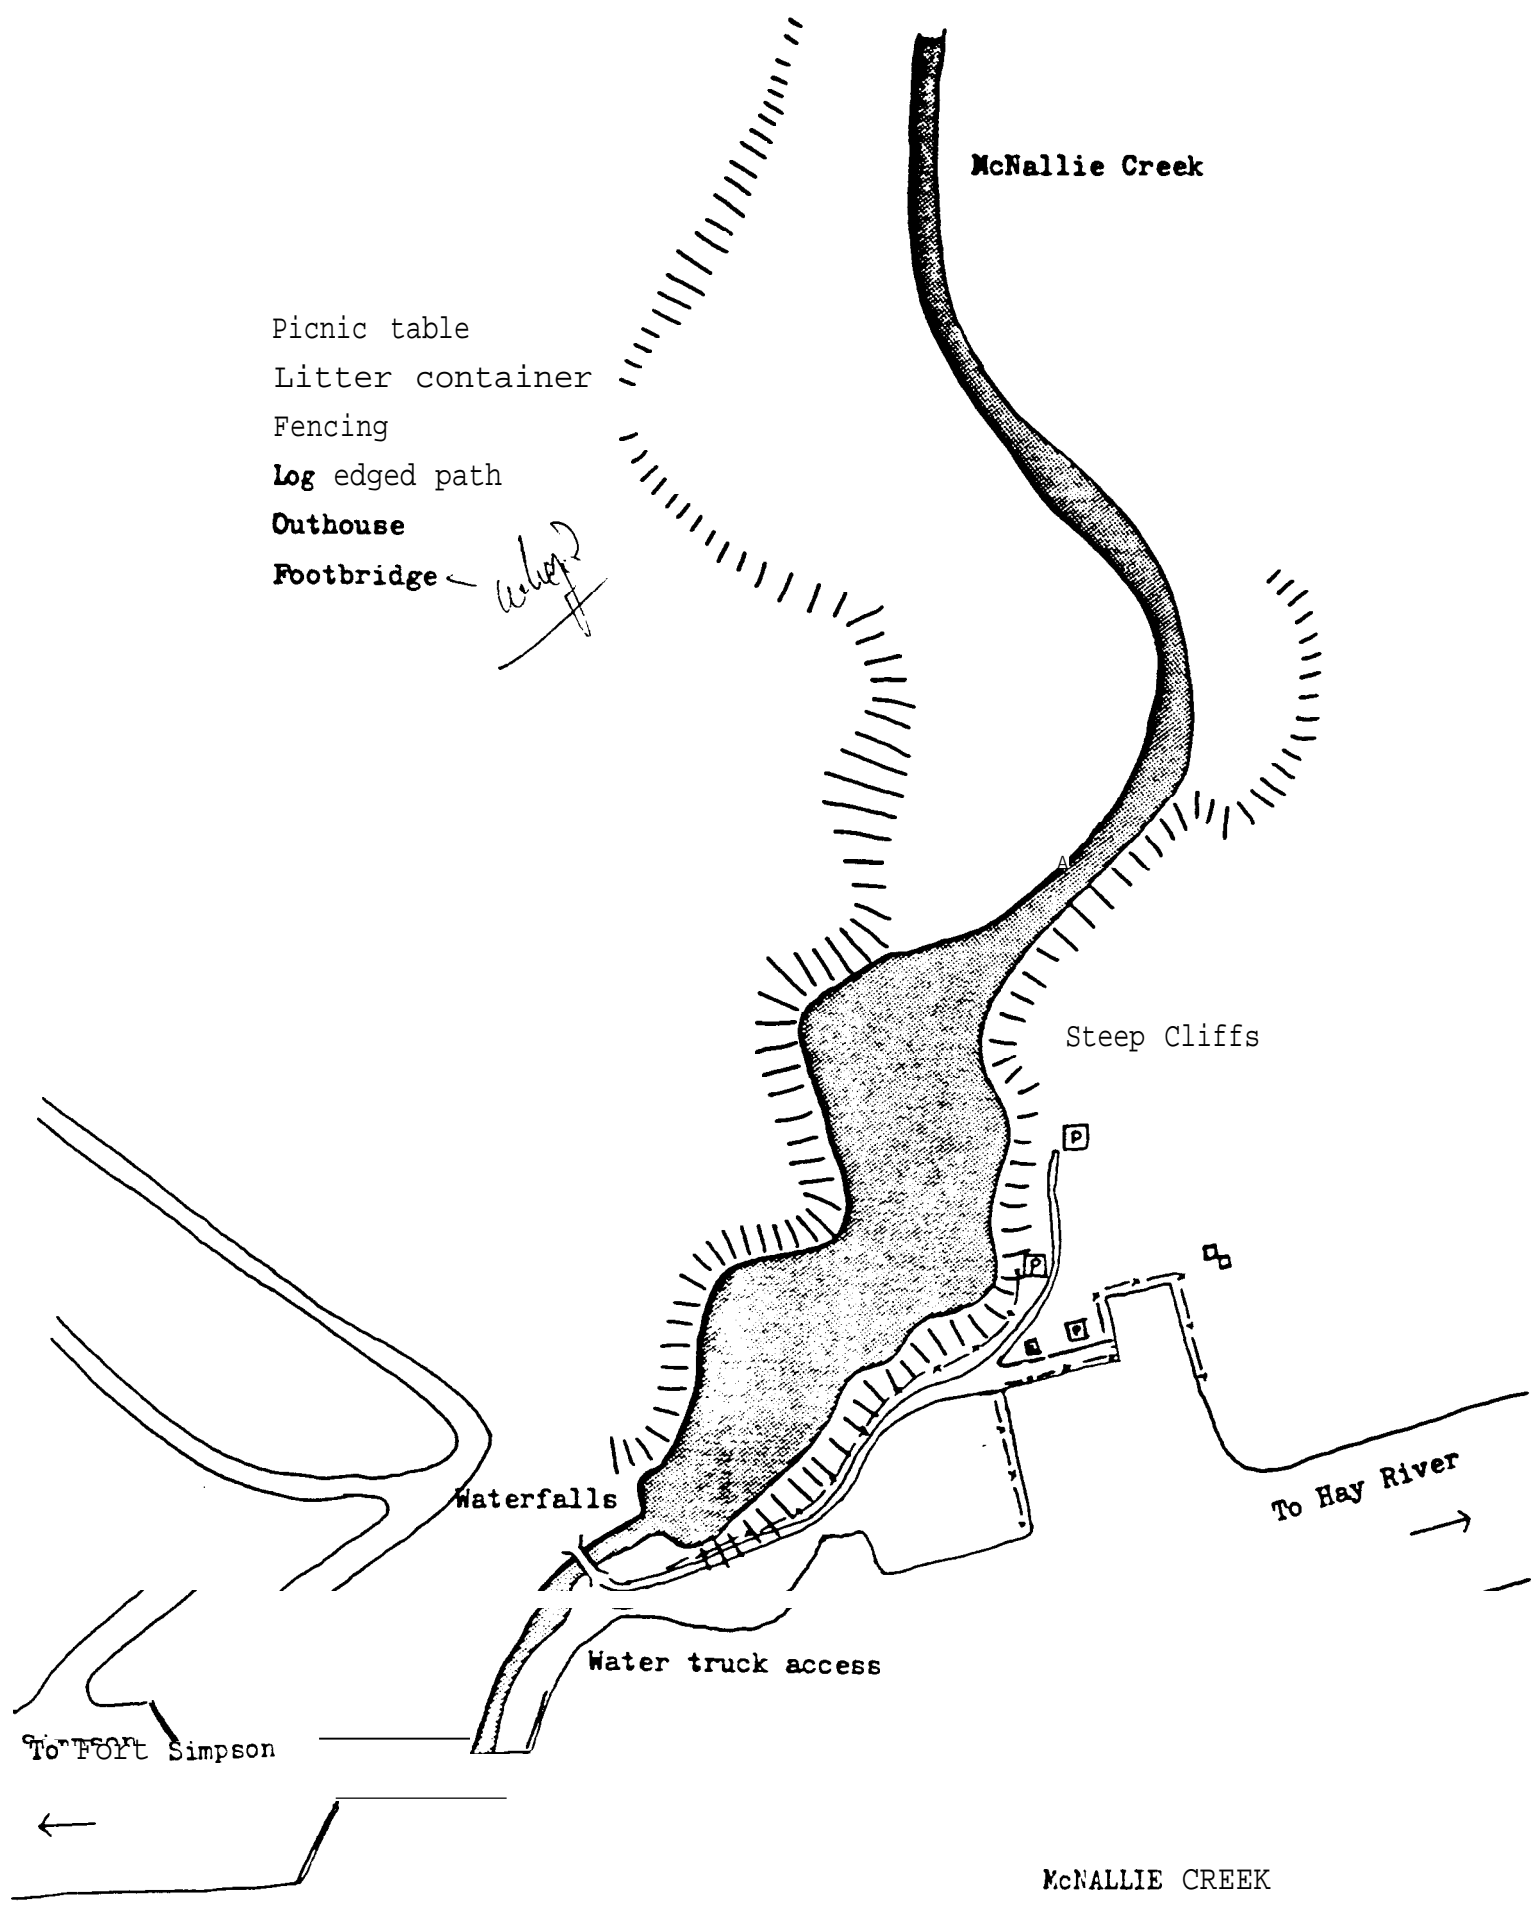 McNallie Creek
Picnic table
Litter container
Fencing
Log edged path
Outhouse
Footbridge
A
Steep Cliffs
P
P
P
Waterfalls
To Hay River
Water truck access
To Fort Simpson
McNALLIE CREEK